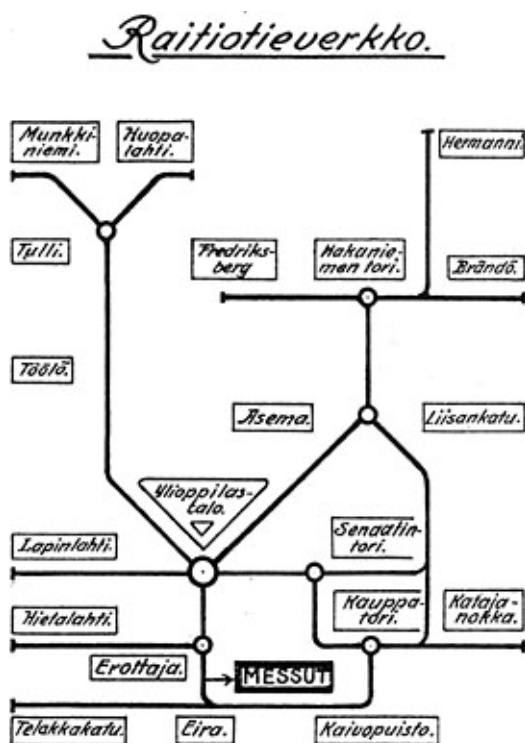 Raitiotieverkko.
Munkki-
niemi.
Huopa-
lahti.
Hermanni.
Tulli.
Fredriks-
berg
Hakanie-
men tori.
Brändö.
Töölö.
Asema.
Liisankatu.
Ylioppilas-
talo.
Lapinlahti.
Senaatin-
tori.
Hietalahti.
Kauppa-
tori.
Kataja-
nokka.
Erottaja.
MESSUT
Telakkakatu.
Eira.
Kaivopuisto.